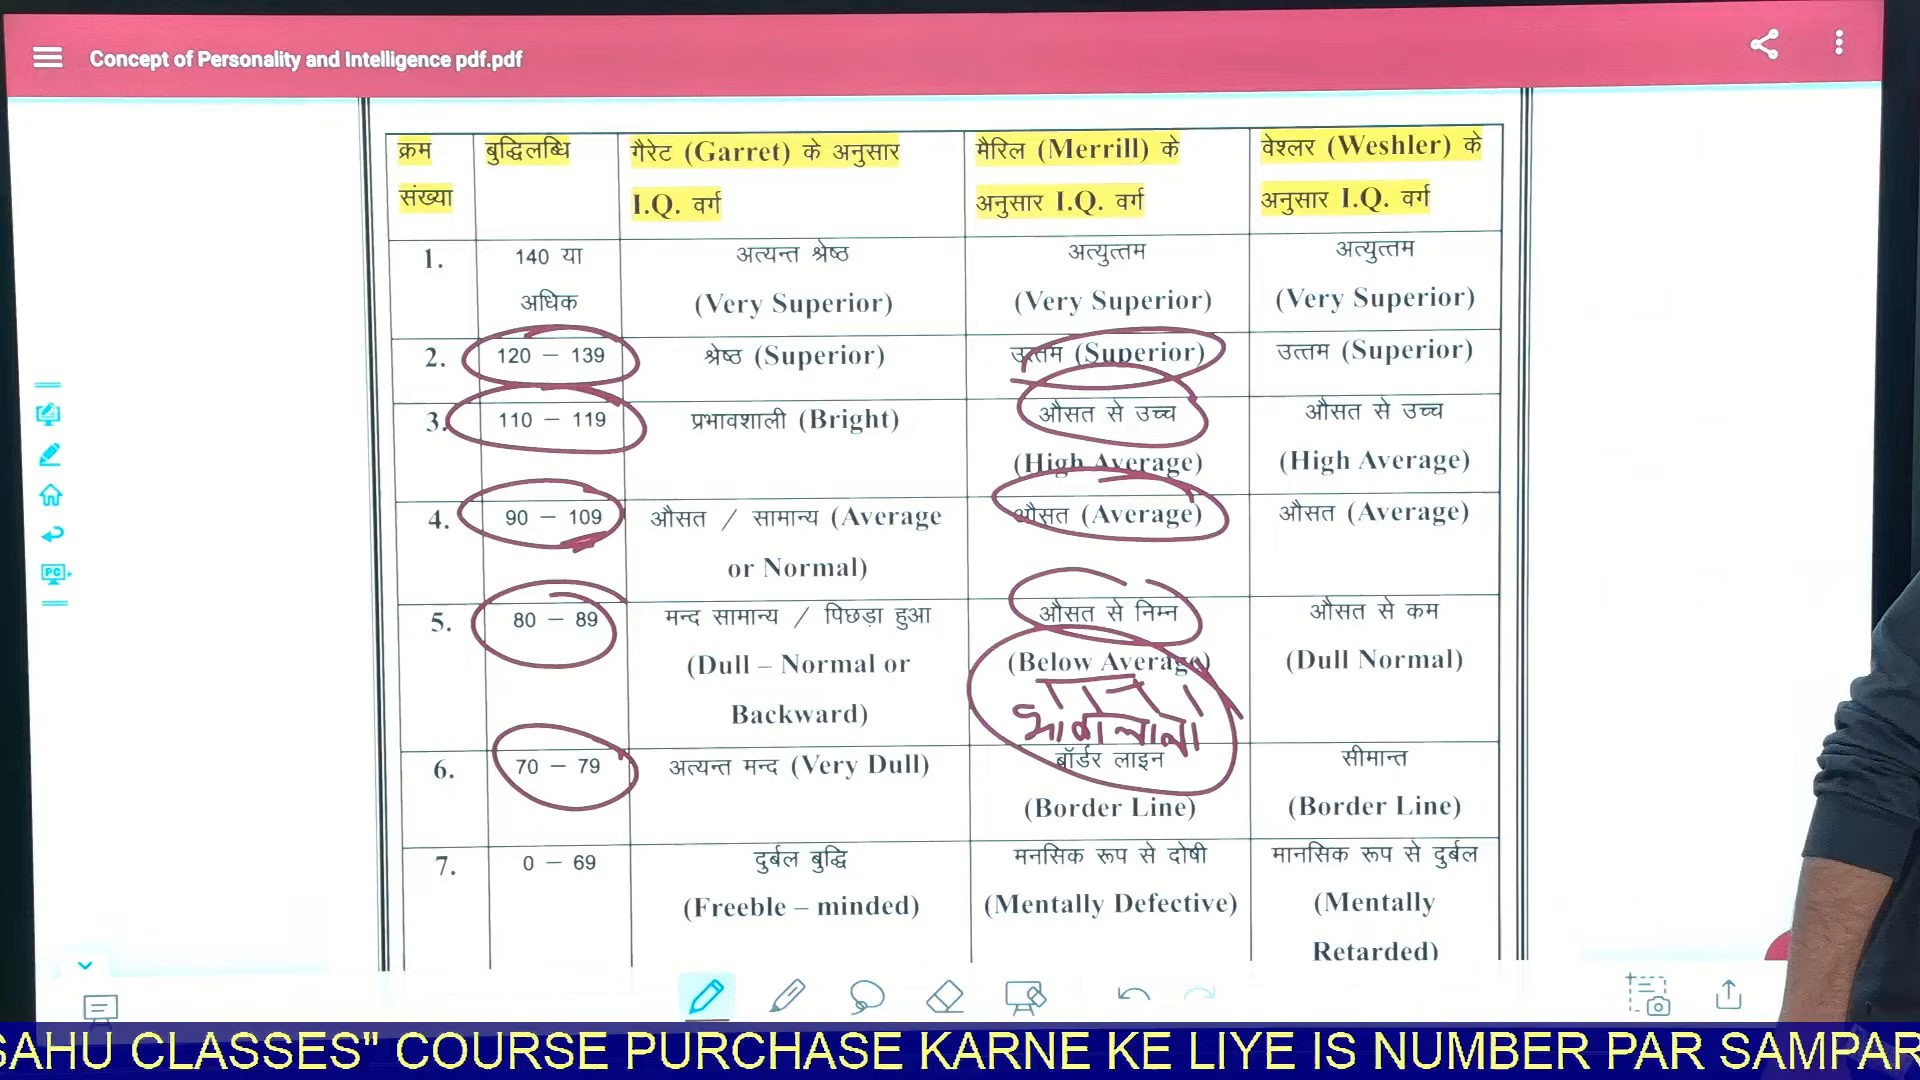 Concept of Personality and Intelligence pdf.pdf
क्रम संख्या
बुद्धिलब्धि
गैरेट (Garret) के अनुसार
I.Q. वर्ग
मैरिल (Merrill) के
अनुसार I.Q. वर्ग
वेश्लर (Weshler) के
अनुसार I.Q. वर्ग
1.
140 या
अधिक
अत्यन्त श्रेष्ठ
(Very Superior)
अत्युत्तम
(Very Superior)
अत्युत्तम
(Very Superior)
2.
120 – 139
श्रेष्ठ (Superior)
उत्तम (Superior)
उत्तम (Superior)
3.
110 – 119
प्रभावशाली (Bright)
औसत से उच्च
(High Average)
औसत से उच्च
(High Average)
4.
90 – 109
औसत / सामान्य (Average
or Normal)
औसत (Average)
औसत (Average)
5.
80 – 89
मन्द सामान्य / पिछड़ा हुआ
(Dull – Normal or
Backward)
औसत से निम्न
(Below Average)
औसत से कम
(Dull Normal)
6.
70 – 79
अत्यन्त मन्द (Very Dull)
बॉर्डर लाइन
(Border Line)
सीमान्त
(Border Line)
7.
0 – 69
दुर्बल बुद्धि
(Freeble – minded)
मनसिक रूप से दोषी
(Mentally Defective)
मानसिक रूप से दुर्बल
(Mentally
Retarded)
PC
SAHU CLASSES" COURSE PURCHASE KARNE KE LIYE IS NUMBER PAR SAMPAR